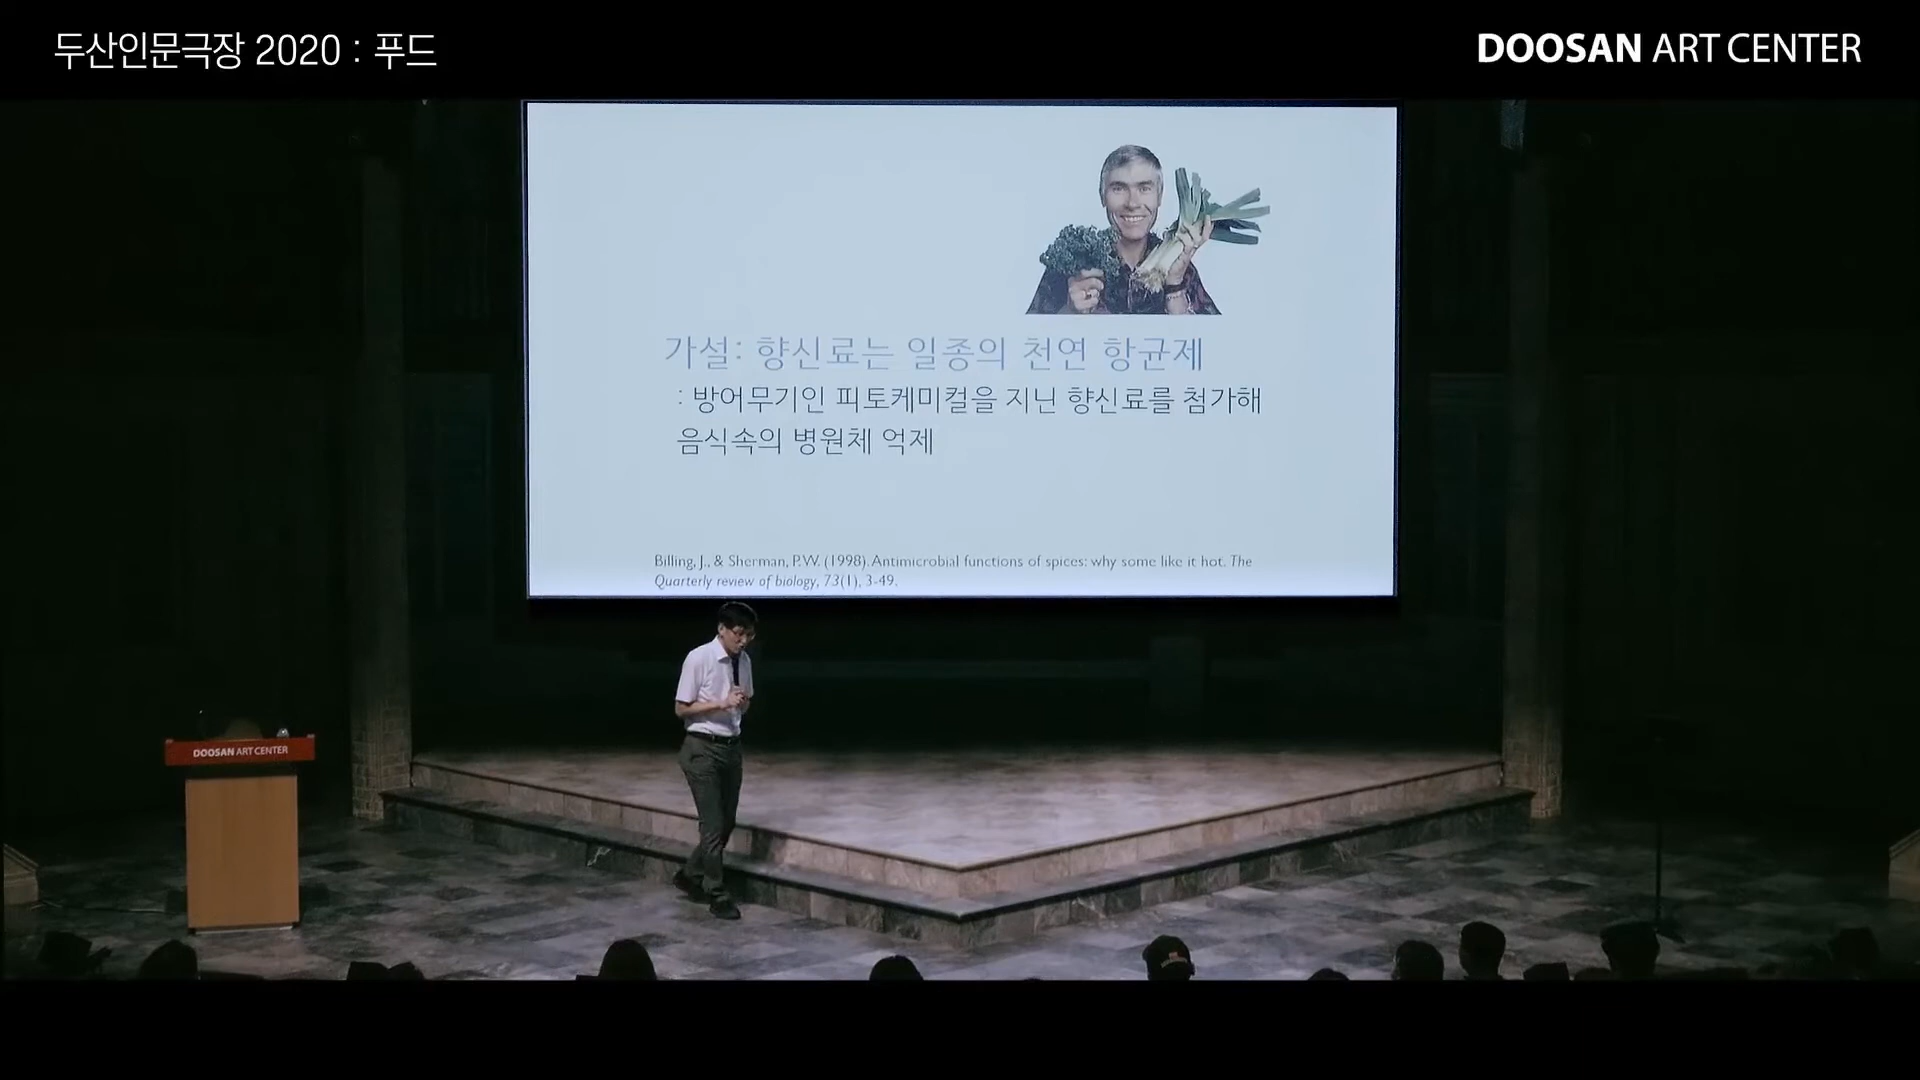 두산인문극장 2020 : 푸드
DOOSAN ART CENTER
가설: 향신료는 일종의 천연 항균제
: 방어무기인 피토케미컬을 지닌 향신료를 첨가해
음식속의 병원체 억제
Billing, J., & Sherman, P.W. (1998). Antimicrobial functions of spices: why some like it hot. The
Quarterly review of biology, 73(1), 3-49.
DOOSAN ART CENTER